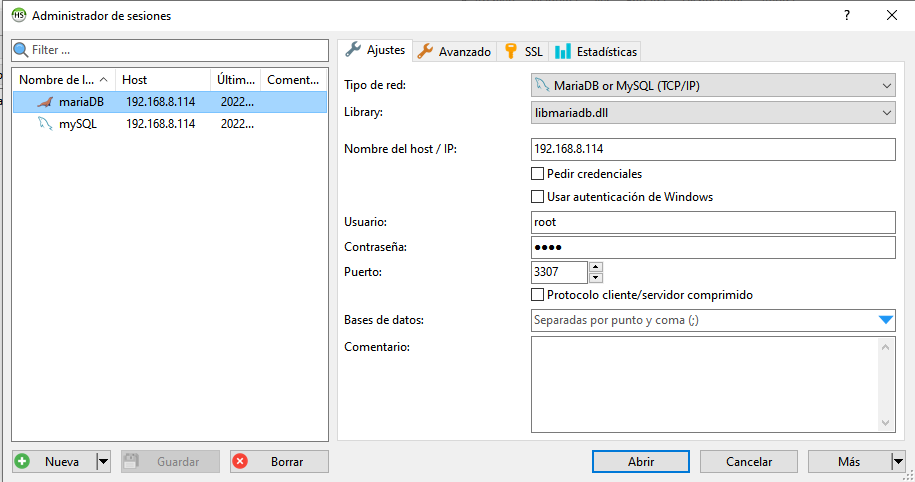 Administrador de sesiones
Filter ...
Nombre de l... Host Últim... Coment...
mariaDB 192.168.8.114 2022...
mySQL 192.168.8.114 2022...
Nueva Guardar Borrar
Ajustes Avanzado SSL Estadísticas
Tipo de red: MariaDB or MySQL (TCP/IP)
Library: libmariadb.dll
Nombre del host / IP: 192.168.8.114
Pedir credenciales
Usar autenticación de Windows
Usuario: root
Contraseña: ●●●●
Puerto: 3307
Protocolo cliente/servidor comprimido
Bases de datos: Separadas por punto y coma (;)
Comentario:
Abrir Cancelar Más